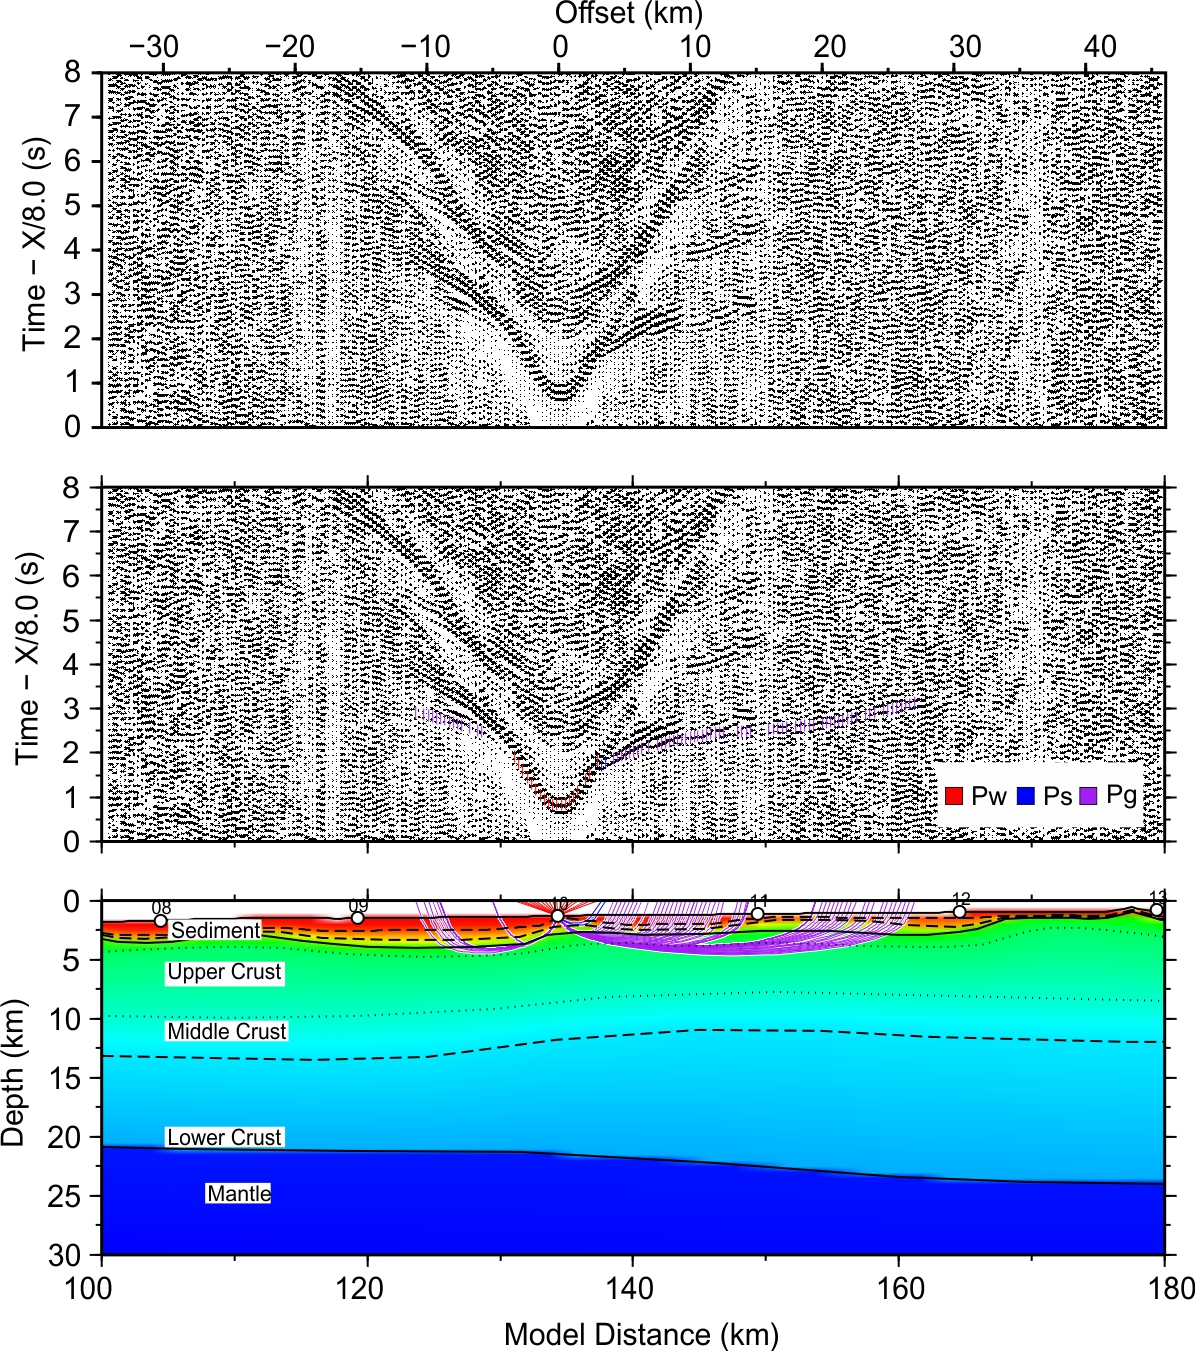 Offset (km)
−30 −20 −10 0 10 20 30 40
8
7
6
5
4
3
2
1
0
Time − X/8.0 (s)
8
7
6
5
4
3
2
1
0
Time − X/8.0 (s)
Pw Ps Pg
0
5
10
15
20
25
30
Depth (km)
08 09 10 11 12 13
Sediment
Upper Crust
Middle Crust
Lower Crust
Mantle
100 120 140 160 180
Model Distance (km)